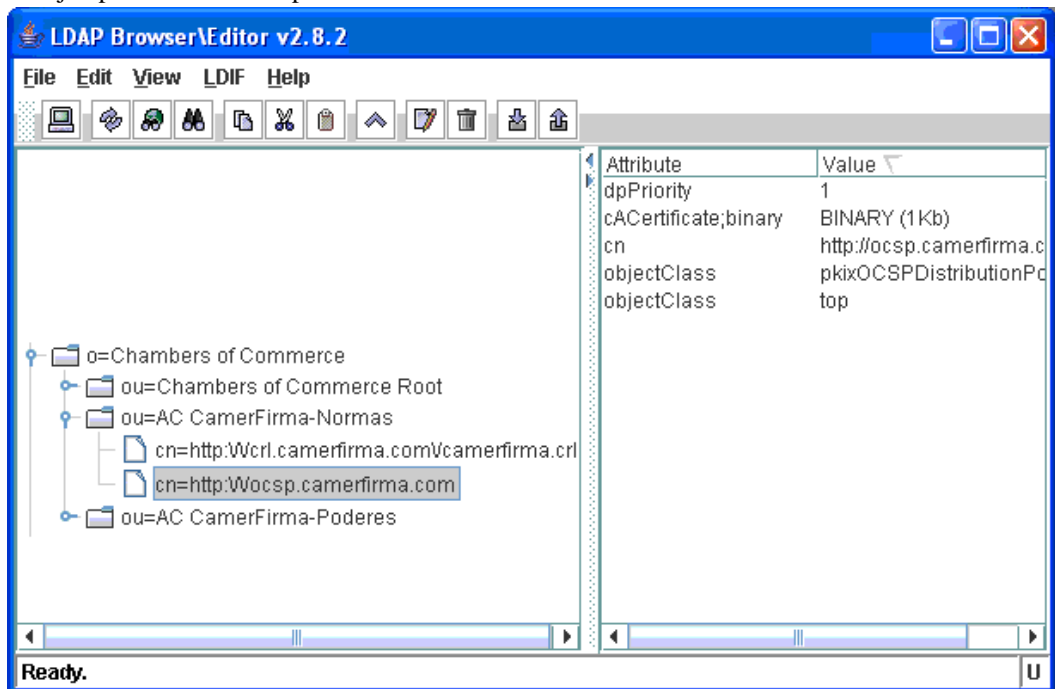 LDAP Browser\Editor v2.8.2
File Edit View LDIF Help
Attribute Value
dpPriority 1
cACertificate;binary BINARY (1Kb)
cn http://ocsp.camerfirma.c
objectClass pkixOCSPDistributionPo
objectClass top
o=Chambers of Commerce
ou=Chambers of Commerce Root
ou=AC CamerFirma-Normas
cn=http:\/\/crl.camerfirma.com\/camerfirma.crl
cn=http:\/\/ocsp.camerfirma.com
ou=AC CamerFirma-Poderes
Ready. U